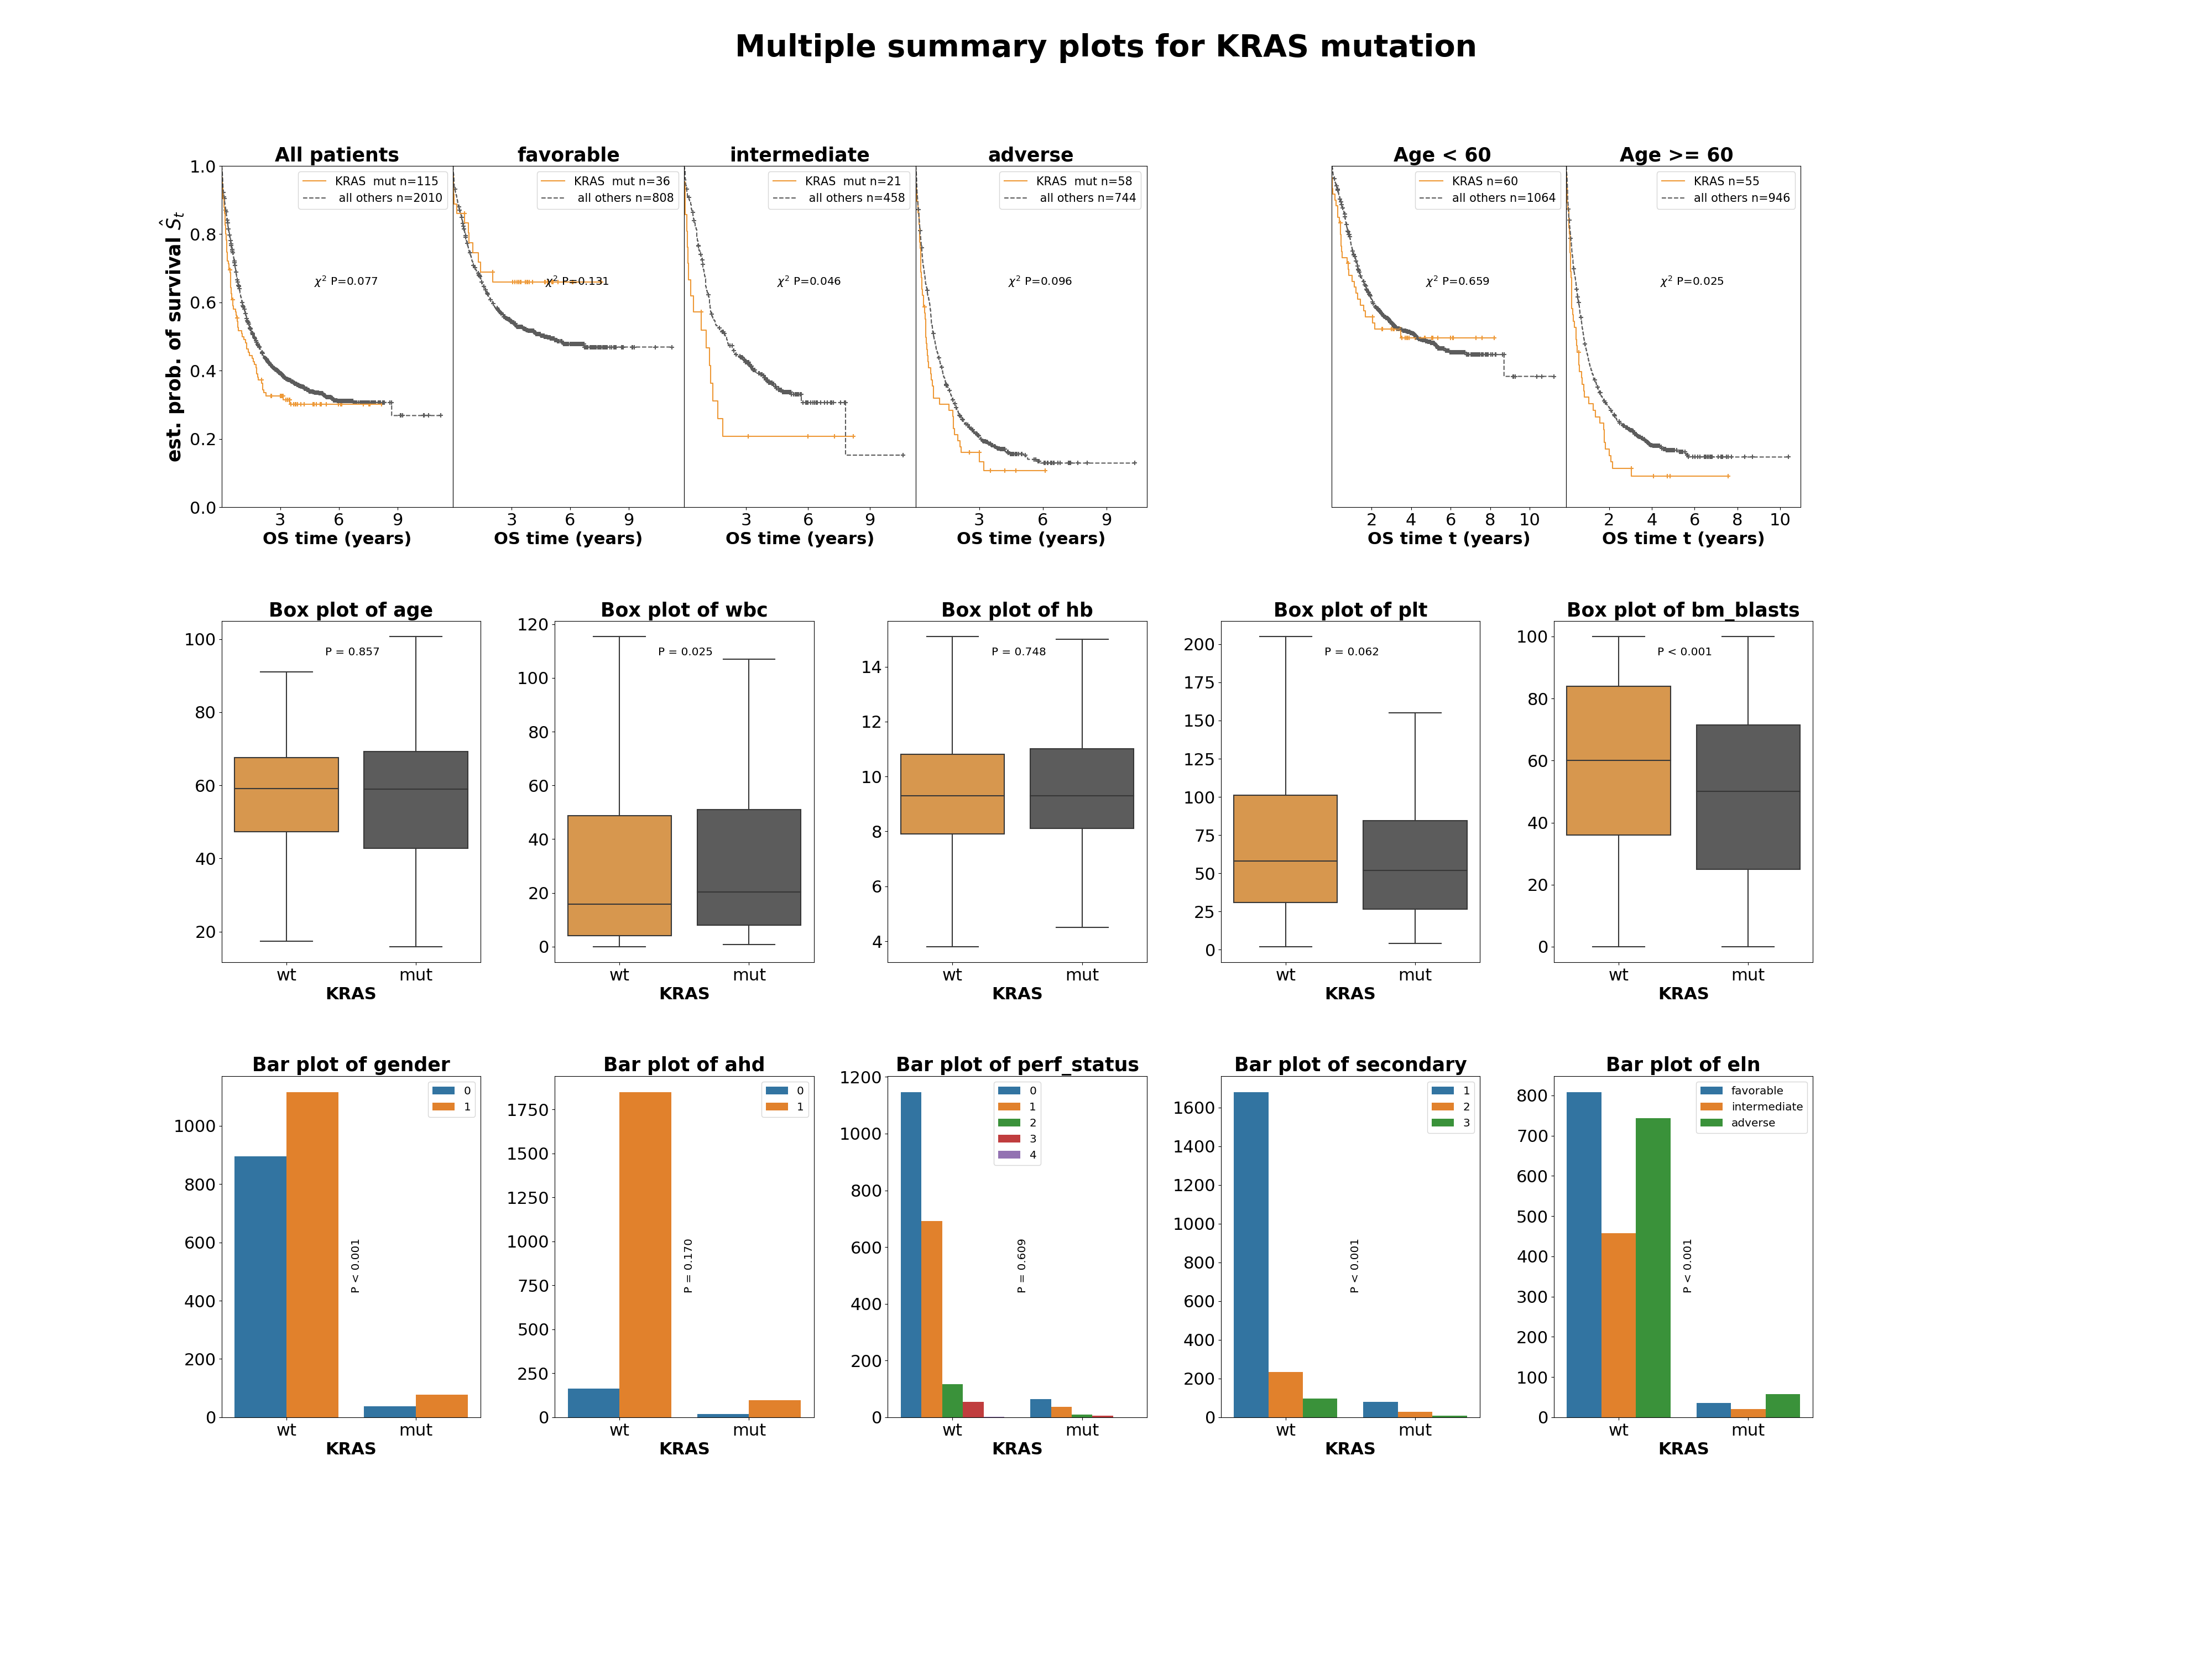 Multiple summary plots for KRAS mutation
All patients
favorable
intermediate
adverse
Age < 60
Age >= 60
est. prob. of survival Ŝt
1.0
0.8
0.6
0.4
0.2
0.0
KRAS mut n=115
all others n=2010
χ² P=0.077
3 6 9
OS time (years)
KRAS mut n=36
all others n=808
χ² P=0.131
3 6 9
OS time (years)
KRAS mut n=21
all others n=458
χ² P=0.046
3 6 9
OS time (years)
KRAS mut n=58
all others n=744
χ² P=0.096
3 6 9
OS time (years)
KRAS n=60
all others n=1064
χ² P=0.659
2 4 6 8 10
OS time t (years)
KRAS n=55
all others n=946
χ² P=0.025
2 4 6 8 10
OS time t (years)
Box plot of age
100
80
60
40
20
P = 0.857
wt mut
KRAS
Box plot of wbc
120
100
80
60
40
20
0
P = 0.025
wt mut
KRAS
Box plot of hb
14
12
10
8
6
4
P = 0.748
wt mut
KRAS
Box plot of plt
200
175
150
125
100
75
50
25
0
P = 0.062
wt mut
KRAS
Box plot of bm_blasts
100
80
60
40
20
0
P < 0.001
wt mut
KRAS
Bar plot of gender
1000
800
600
400
200
0
0
1
P < 0.001
wt mut
KRAS
Bar plot of ahd
1750
1500
1250
1000
750
500
250
0
0
1
P = 0.170
wt mut
KRAS
Bar plot of perf_status
1200
1000
800
600
400
200
0
0
1
2
3
4
P = 0.609
wt mut
KRAS
Bar plot of secondary
1600
1400
1200
1000
800
600
400
200
0
1
2
3
P < 0.001
wt mut
KRAS
Bar plot of eln
800
700
600
500
400
300
200
100
0
favorable
intermediate
adverse
P < 0.001
wt mut
KRAS